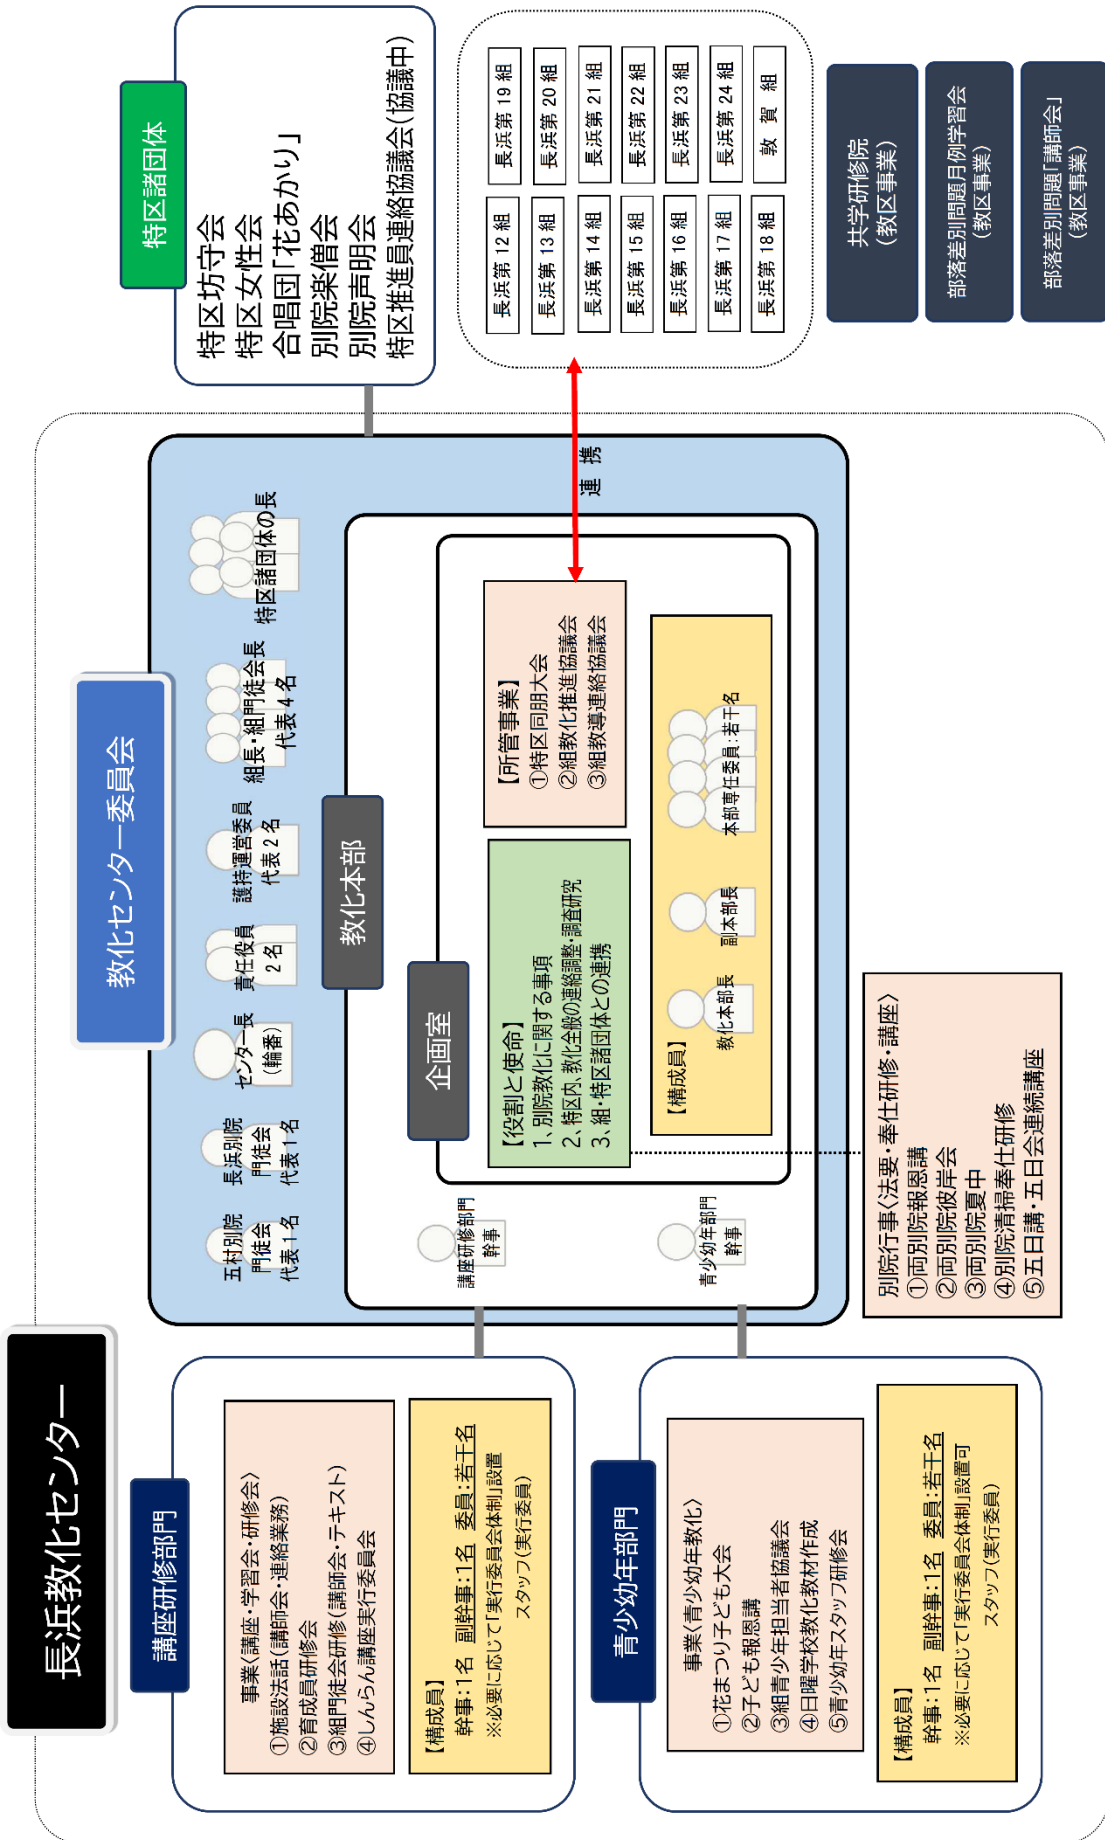 長浜教化センター
教化センター委員会
特区諸団体
特区坊守会
特区女性会
合唱団「花あかり」
別院楽僧会
別院声明会
特区推進員連絡協議会(協議中)
五村別院
門徒会
代表1名
長浜別院
門徒会
代表1名
センター長
(輪番)
責任役員
2名
護持運営委員
代表2名
組長・組門徒会長
代表4名
特区諸団体の長
教化本部
企画室
【役割と使命】
1、別院教化に関する事項
2、特区内、教化全般の連絡調整・調査研究
3、組・特区諸団体との連携
【所管事業】
①特区同朋大会
②組教化推進協議会
③組教導連絡協議会
【構成員】
教化本部長
副本部長
本部専任委員:若干名
講座研修部門
幹事
青少幼年部門
幹事
連携
長浜第12組
長浜第13組
長浜第14組
長浜第15組
長浜第16組
長浜第17組
長浜第18組
長浜第19組
長浜第20組
長浜第21組
長浜第22組
長浜第23組
長浜第24組
敦賀組
講座研修部門
事業〈講座・学習会・研修会〉
①施設法話(講師会・連絡業務)
②育成員研修会
③組門徒会研修(講師会・テキスト)
④しんらん講座実行委員会
【構成員】
幹事:1名 副幹事:1名 委員:若干名
※必要に応じて「実行委員会体制」設置
スタッフ(実行委員)
青少幼年部門
事業〈青少幼年教化〉
①花まつり子ども大会
②子ども報恩講
③組青少年担当者協議会
④日曜学校教化教材作成
⑤青少幼年スタッフ研修会
【構成員】
幹事:1名 副幹事:1名 委員:若干名
※必要に応じて「実行委員会体制」設置可
スタッフ(実行委員)
別院行事〈法要・奉仕研修・講座〉
①両別院報恩講
②両別院彼岸会
③両別院夏中
④別院清掃奉仕研修
⑤五日講・五日会連続講座
共学研修院
(教区事業)
部落差別問題月例学習会
(教区事業)
部落差別問題「講師会」
(教区事業)